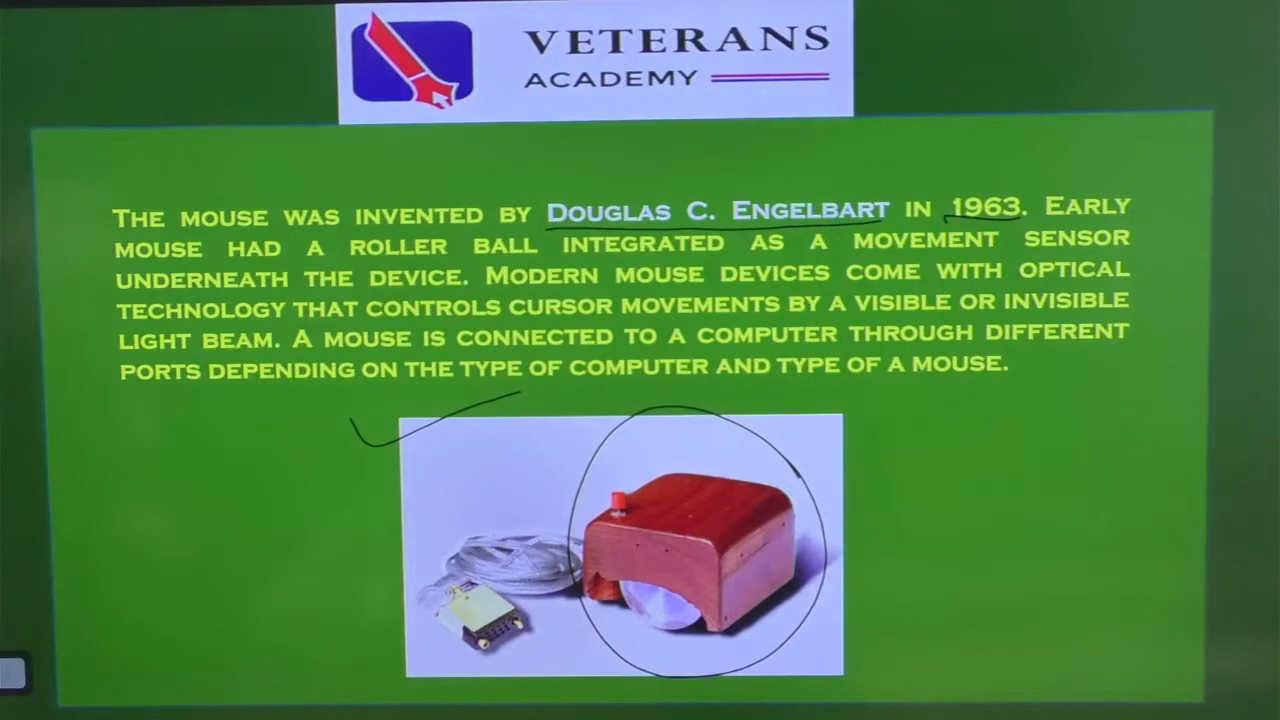 VETERANS
ACADEMY
THE MOUSE WAS INVENTED BY DOUGLAS C. ENGELBART IN 1963. EARLY
MOUSE HAD A ROLLER BALL INTEGRATED AS A MOVEMENT SENSOR
UNDERNEATH THE DEVICE. MODERN MOUSE DEVICES COME WITH OPTICAL
TECHNOLOGY THAT CONTROLS CURSOR MOVEMENTS BY A VISIBLE OR INVISIBLE
LIGHT BEAM. A MOUSE IS CONNECTED TO A COMPUTER THROUGH DIFFERENT
PORTS DEPENDING ON THE TYPE OF COMPUTER AND TYPE OF A MOUSE.